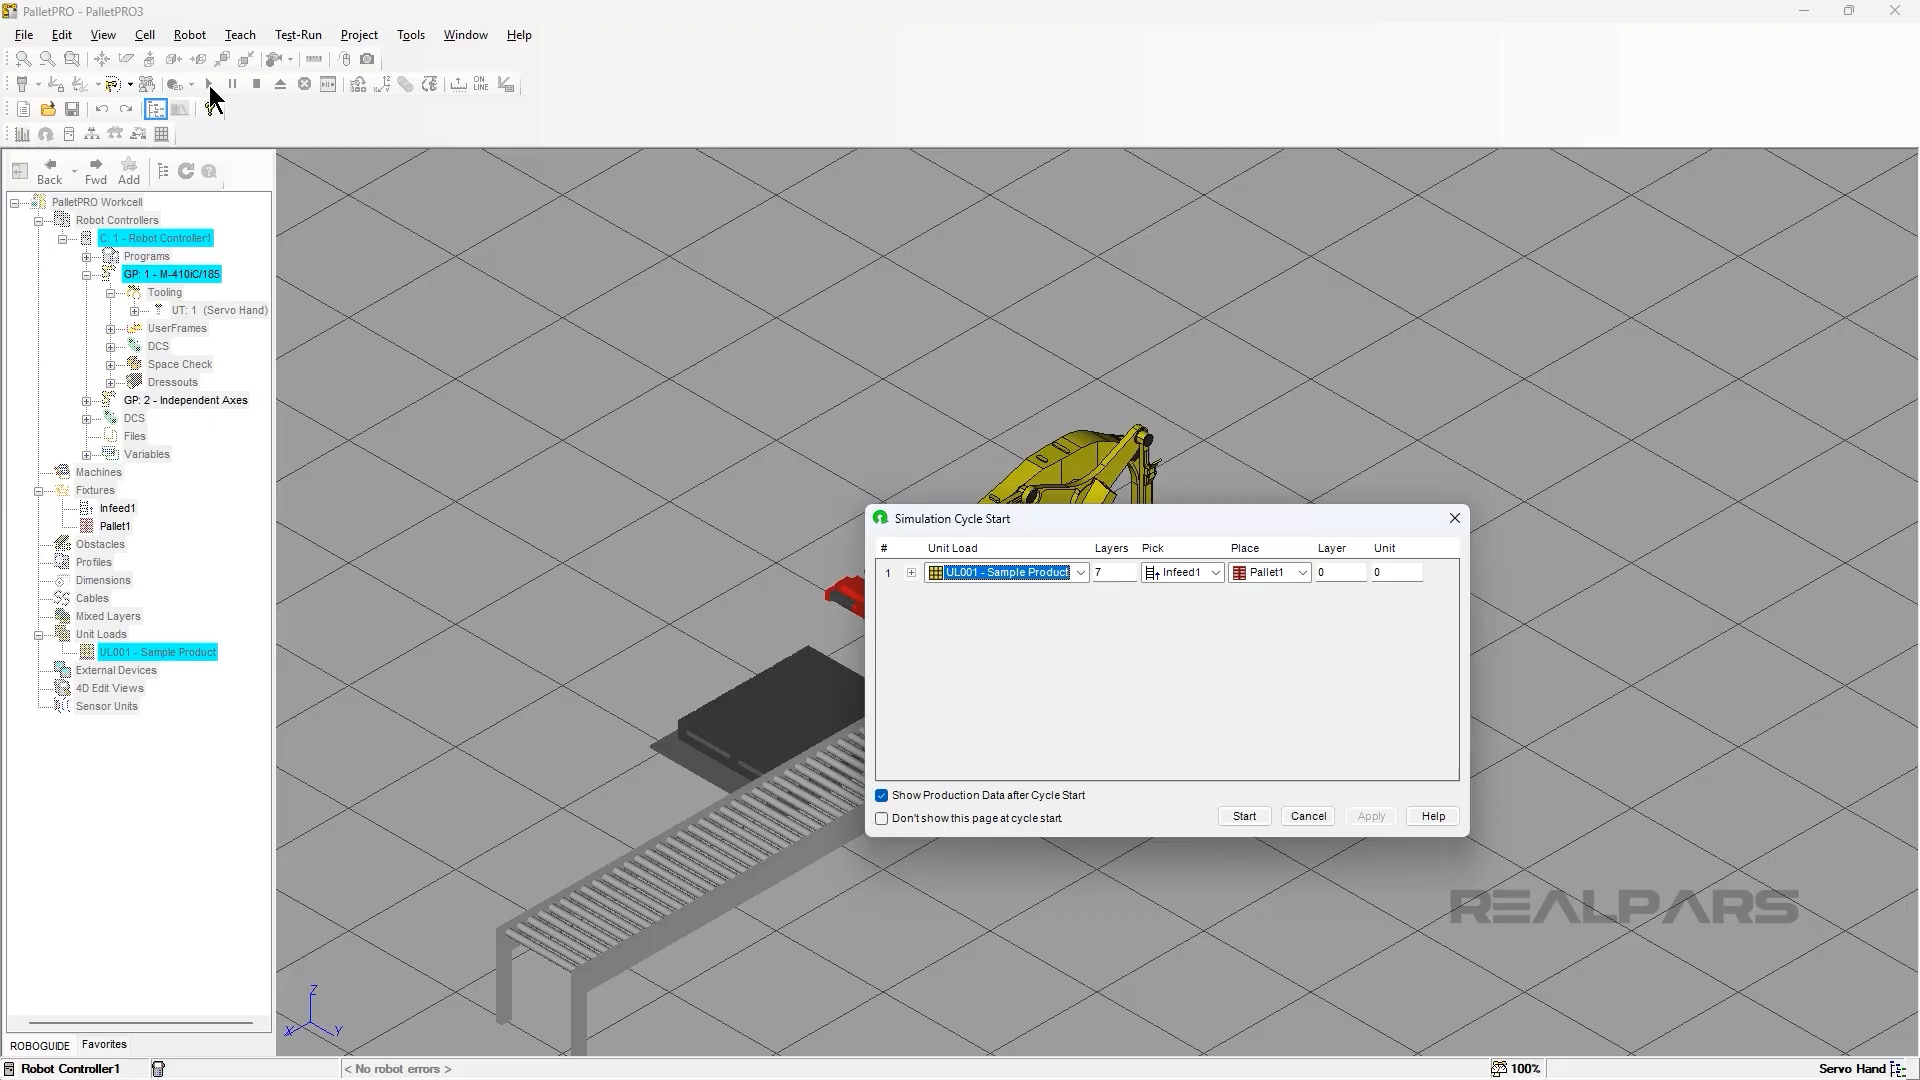 PalletPRO - PalletPRO3
File Edit View Cell Robot Teach Test-Run Project Tools Window Help
ON LINE
Back Fwd Add
PalletPRO Workcell
Robot Controllers
C: 1 - Robot Controller1
Programs
GP: 1 - M-410iC/185
Tooling
UT: 1 (Servo Hand)
UserFrames
DCS
Space Check
Dressouts
GP: 2 - Independent Axes
DCS
Files
Variables
Machines
Fixtures
Infeed1
Pallet1
Obstacles
Profiles
Dimensions
Cables
Mixed Layers
Unit Loads
UL001 - Sample Product
External Devices
4D Edit Views
Sensor Units
Simulation Cycle Start
# Unit Load Layers Pick Place Layer Unit
1 UL001 - Sample Product 7 Infeed1 Pallet1 0 0
Show Production Data after Cycle Start
Don't show this page at cycle start.
Start Cancel Apply Help
REALPARS
Z
X Y
ROBOGUIDE Favorites
Robot Controller1 < No robot errors > 100% Servo Hand